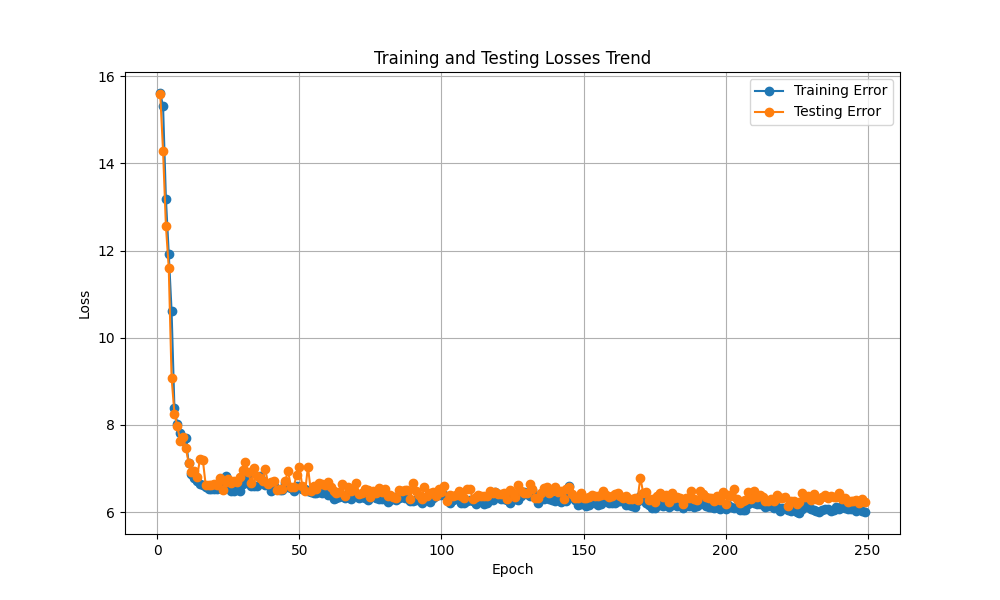 Training and Testing Losses Trend
16
14
12
10
8
6
Loss
Training Error
Testing Error
0
50
100
150
200
250
Epoch